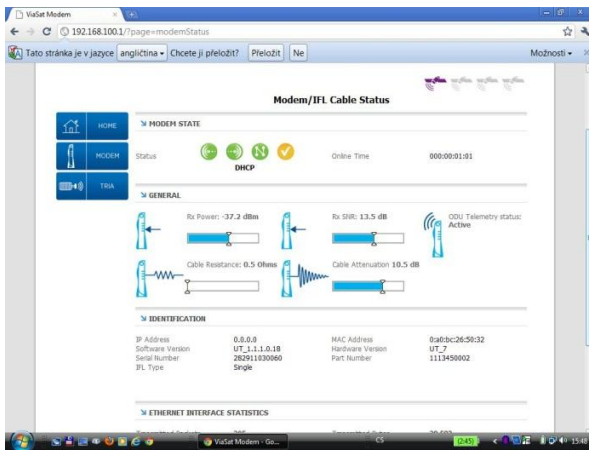 ViaSat Modem
192.168.100.1/?page=modemStatus
Tato stránka je v jazyce angličtina Chcete ji přeložit? Přeložit Ne Možnosti
Modem/IFL Cable Status
HOME
MODEM
TRIA
MODEM STATE
Status DHCP Online Time 000:00:01:01
GENERAL
Rx Power: -37.2 dBm Rx SNR: 13.5 dB ODU Telemetry status:
Active
Cable Resistance: 0.5 Ohms Cable Attenuation 10.5 dB
IDENTIFICATION
IP Address 0.0.0.0 MAC Address 0:a0:bc:26:50:32
Software Version UT_1.1.1.0.18 Hardware Version UT_7
Serial Number 282911030060 Part Number 1113450002
IFL Type Single
ETHERNET INTERFACE STATISTICS
ViaSat Modem - Go... CS (2:45) 15:48